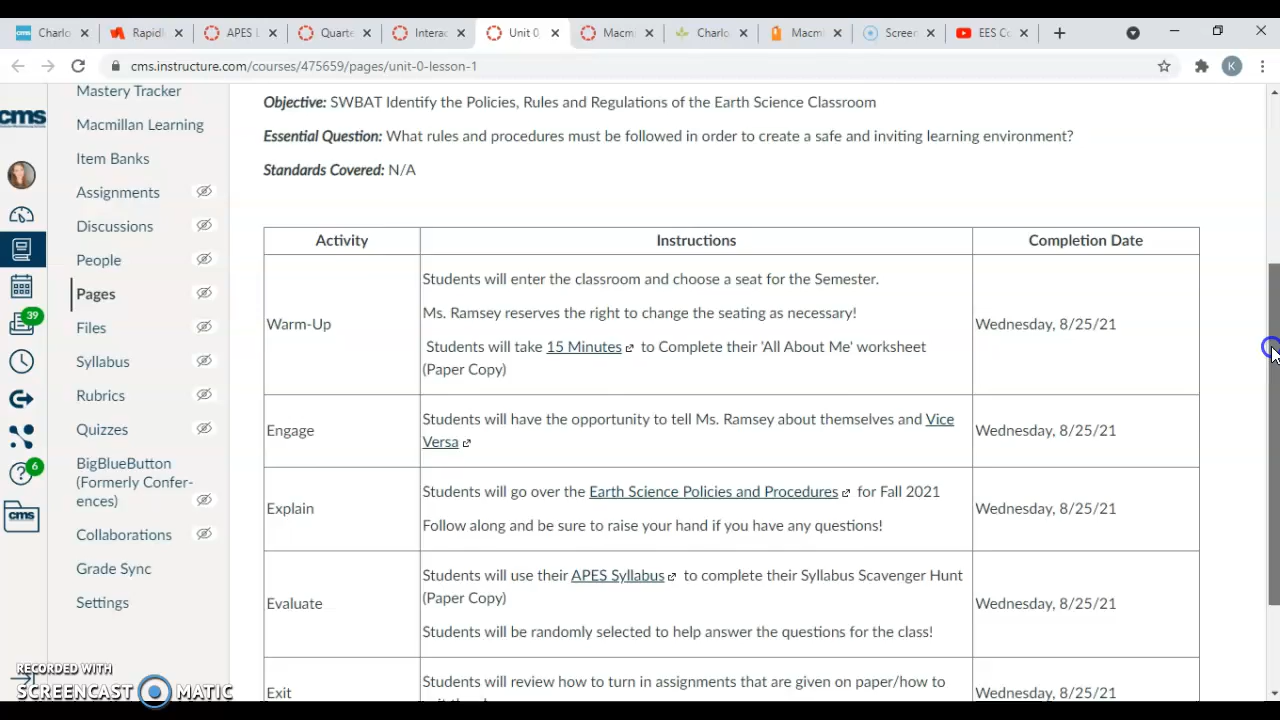 Charlo
Rapidl
APES L
Quarte
Interac
Unit 0
Macmi
Charlo
Macmi
Screen
EES Co
cms.instructure.com/courses/475659/pages/unit-0-lesson-1
K
cms
39
6
cms
Mastery Tracker
Macmillan Learning
Item Banks
Assignments
Discussions
People
Pages
Files
Syllabus
Rubrics
Quizzes
BigBlueButton
(Formerly Confer-
ences)
Collaborations
Grade Sync
Settings
Objective: SWBAT Identify the Policies, Rules and Regulations of the Earth Science Classroom
Essential Question: What rules and procedures must be followed in order to create a safe and inviting learning environment?
Standards Covered: N/A
Activity Instructions Completion Date
Warm-Up
Students will enter the classroom and choose a seat for the Semester.
Ms. Ramsey reserves the right to change the seating as necessary!
Students will take 15 Minutes to Complete their 'All About Me' worksheet
(Paper Copy)
Wednesday, 8/25/21
Engage
Students will have the opportunity to tell Ms. Ramsey about themselves and Vice
Versa
Wednesday, 8/25/21
Explain
Students will go over the Earth Science Policies and Procedures for Fall 2021
Follow along and be sure to raise your hand if you have any questions!
Wednesday, 8/25/21
Evaluate
Students will use their APES Syllabus to complete their Syllabus Scavenger Hunt
(Paper Copy)
Students will be randomly selected to help answer the questions for the class!
Wednesday, 8/25/21
Exit
Students will review how to turn in assignments that are given on paper/how to
Wednesday, 8/25/21
RECORDED WITH
SCREENCAST MATIC